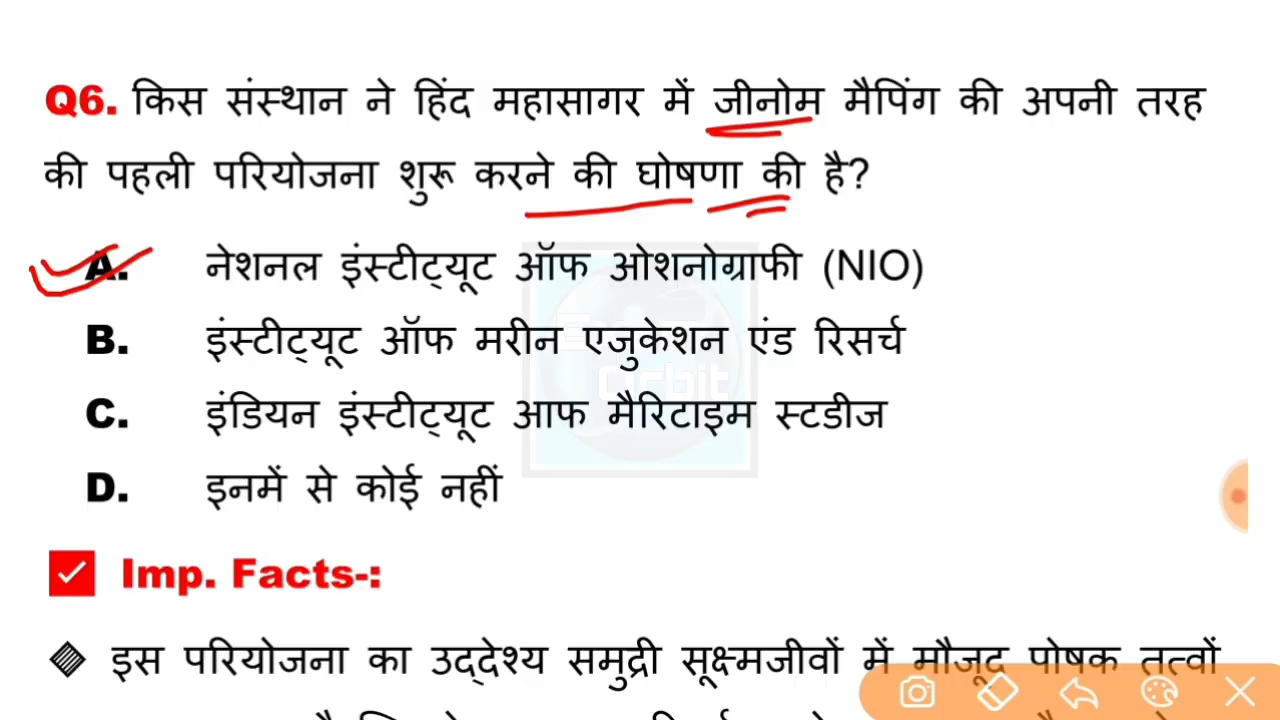 Q6. किस संस्थान ने हिंद महासागर में जीनोम मैपिंग की अपनी तरह
की पहली परियोजना शुरू करने की घोषणा की है?
A. नेशनल इंस्टीट्यूट ऑफ ओशनोग्राफी (NIO)
B. इंस्टीट्यूट ऑफ मरीन एजुकेशन एंड रिसर्च
C. इंडियन इंस्टीट्यूट आफ मैरिटाइम स्टडीज
D. इनमें से कोई नहीं
Imp. Facts-:
इस परियोजना का उद्देश्य समुद्री सूक्ष्मजीवों में मौजूद पोषक तत्वों
Orbit